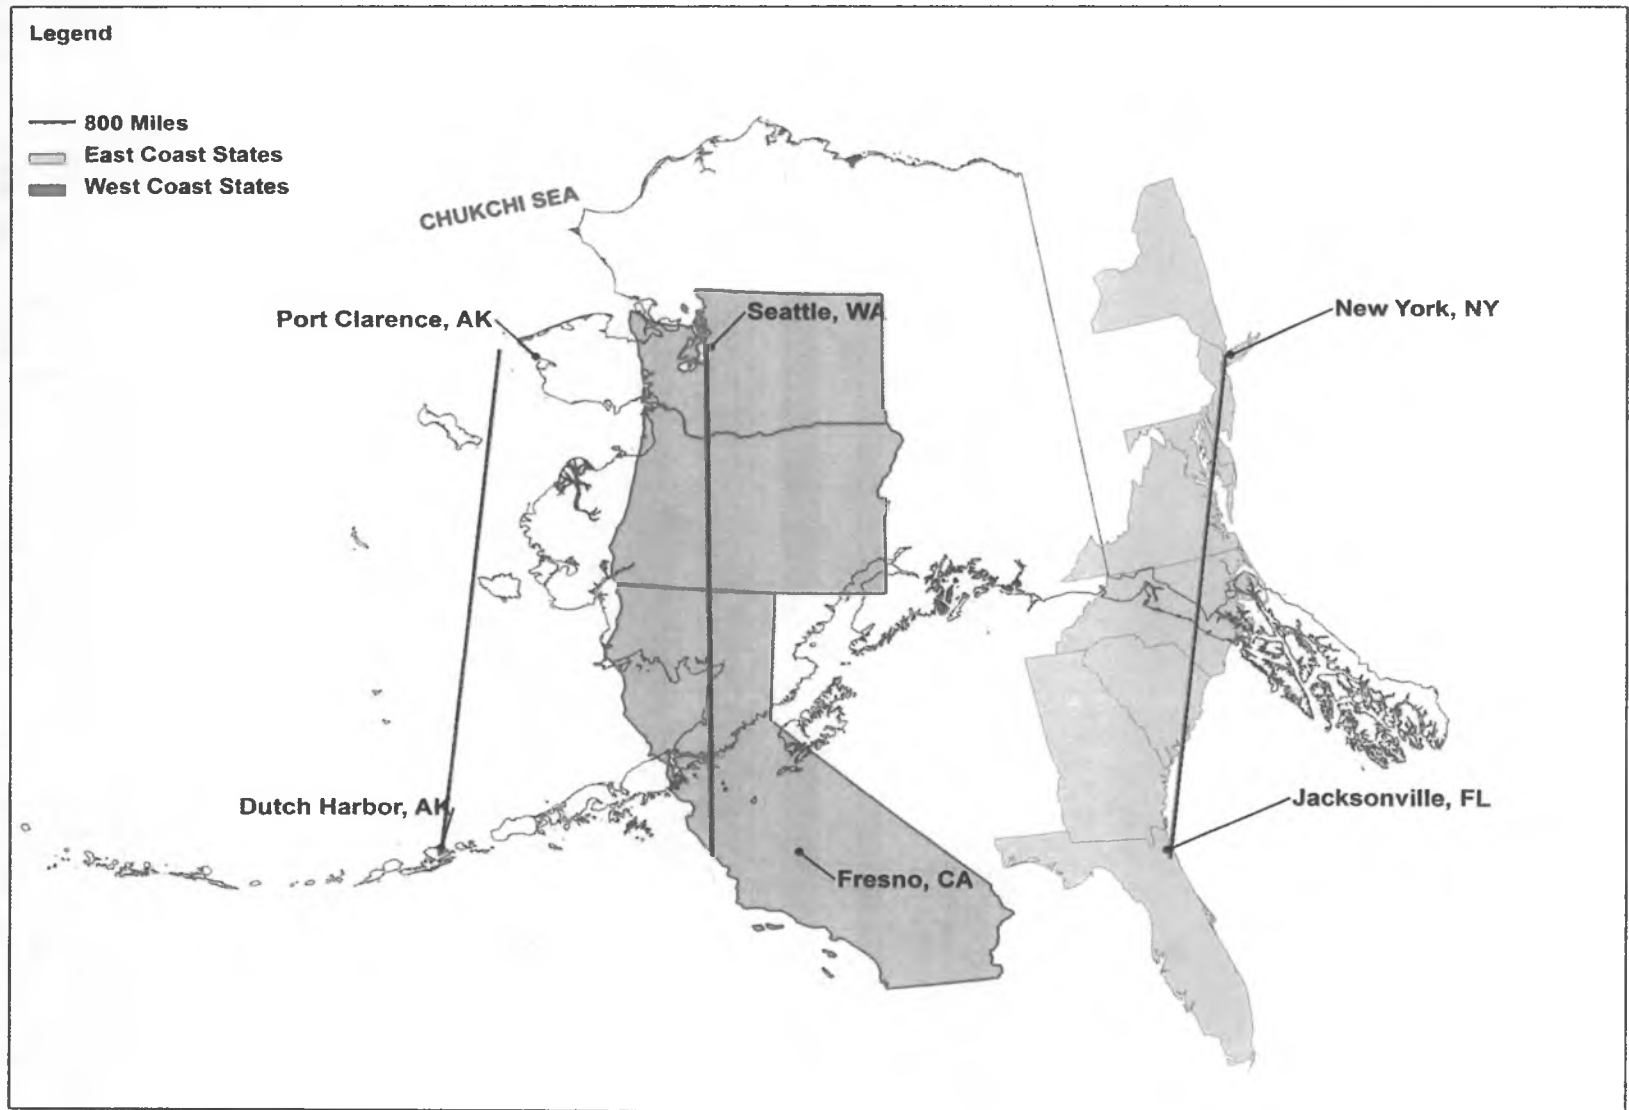 Legend
800 Miles
East Coast States
West Coast States
CHUKCHI SEA
Port Clarence, AK
Seattle, WA
New York, NY
Dutch Harbor, AK
Jacksonville, FL
Fresno, CA